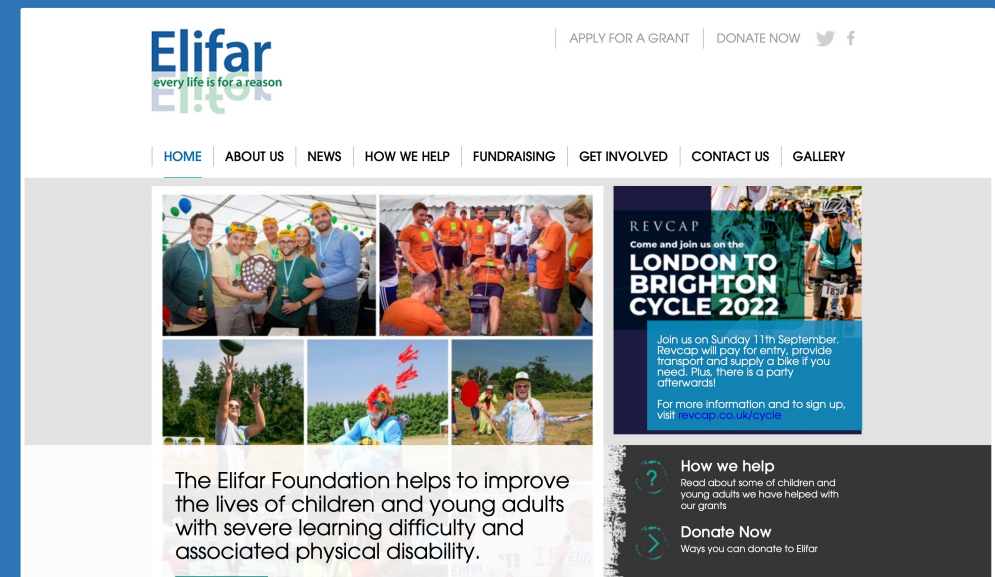 Elifar
every life is for a reason
APPLY FOR A GRANT
DONATE NOW
HOME
ABOUT US
NEWS
HOW WE HELP
FUNDRAISING
GET INVOLVED
CONTACT US
GALLERY
REVCAP
Come and join us on the
LONDON TO
BRIGHTON
CYCLE 2022
1828
Join us on Sunday 11th September.
Revcap will pay for entry, provide
transport and supply a bike if you
need. Plus, there is a party
afterwards!
For more information and to sign up,
visit revcap.co.uk/cycle
The Elifar Foundation helps to improve
the lives of children and young adults
with severe learning difficulty and
associated physical disability.
How we help
Read about some of children and
young adults we have helped with
our grants
Donate Now
Ways you can donate to Elifar